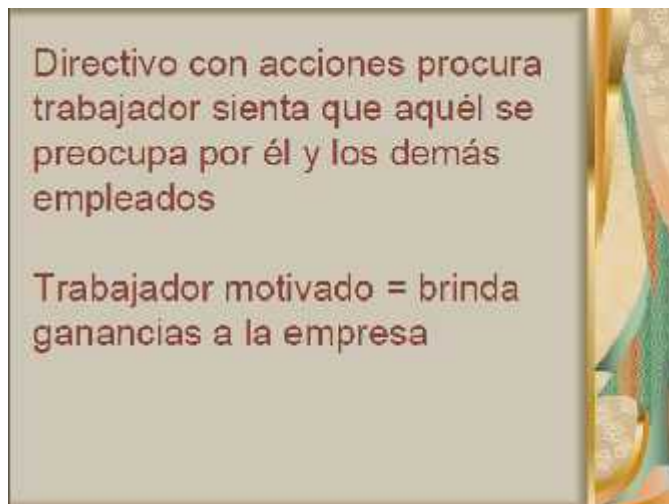 Directivo con acciones procura
trabajador sienta que aquél se
preocupa por él y los demás
empleados
Trabajador motivado = brinda
ganancias a la empresa